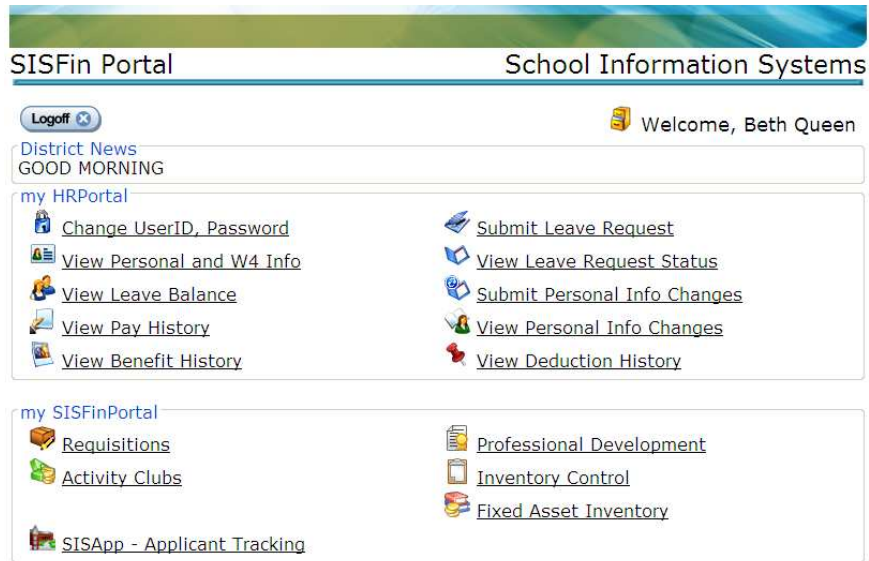 SISFin Portal School Information Systems
Logoff Welcome, Beth Queen
District News
GOOD MORNING
my HRPortal
Change UserID, Password Submit Leave Request
View Personal and W4 Info View Leave Request Status
View Leave Balance Submit Personal Info Changes
View Pay History View Personal Info Changes
View Benefit History View Deduction History
my SISFinPortal
Requisitions Professional Development
Activity Clubs Inventory Control
Fixed Asset Inventory
SISApp - Applicant Tracking